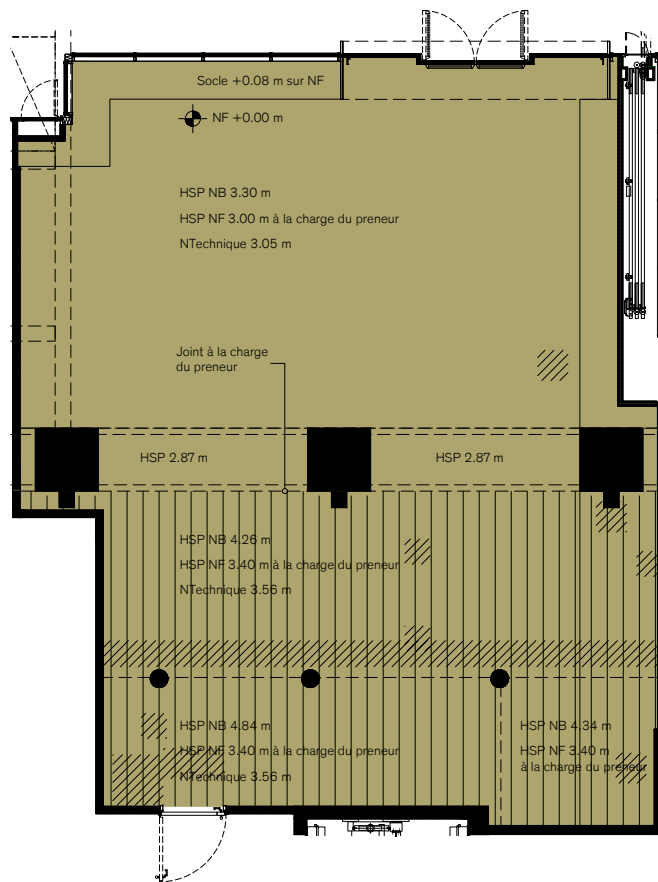 Socle +0.08 m sur NF
NF +0.00 m
HSP NB 3.30 m
HSP NF 3.00 m à la charge du preneur
NTechnique 3.05 m
Joint à la charge
du preneur
HSP 2.87 m
HSP 2.87 m
HSP NB 4.26 m
HSP NF 3.40 m à la charge du preneur
NTechnique 3.56 m
HSP NB 4.84 m
HSP NF 3.40 m à la charge du preneur
NTechnique 3.56 m
HSP NB 4.34 m
HSP NF 3.40 m
à la charge du preneur